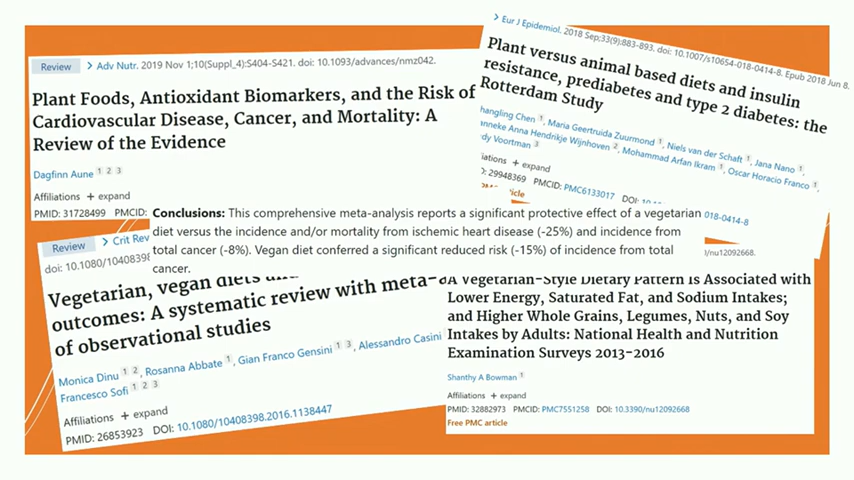 Review
Adv Nutr. 2019 Nov 1;10(Suppl_4):S404-S421. doi: 10.1093/advances/nmz042.
Plant Foods, Antioxidant Biomarkers, and the Risk of
Cardiovascular Disease, Cancer, and Mortality: A
Review of the Evidence
Dagfinn Aune 1 2 3
Affiliations + expand
PMID: 31728499 PMCID:
Eur J Epidemiol. 2018 Sep;33(9):883-893. doi: 10.1007/s10654-018-0414-8. Epub 2018 Jun 8.
Plant versus animal based diets and insulin
resistance, prediabetes and type 2 diabetes: the
Rotterdam Study
Chen 1, Maria Geertruida Zuurmond 1, Niels van der Schaft 1, Jana Nano 1,
Anna Hendrikje Wijnhoven 2, Mohammad Arfan Ikram 1, Oscar Horacio Franco 1,
Voortman 3
+ expand
29948369 PMCID: PMC6133017 DOI:
018-0414-8
Conclusions: This comprehensive meta-analysis reports a significant protective effect of a vegetarian
diet versus the incidence and/or mortality from ischemic heart disease (-25%) and incidence from
total cancer (-8%). Vegan diet conferred a significant reduced risk (-15%) of incidence from total
cancer.
Review
Crit Rev
doi: 10.1080/10408398
Vegetarian, vegan diets and
outcomes: A systematic review with meta-
of observational studies
Monica Dinu 1 2, Rosanna Abbate 1, Gian Franco Gensini 1 3, Alessandro Casini
Francesco Sofi 1 2 3
Affiliations + expand
PMID: 26853923 DOI: 10.1080/10408398.2016.1138447
/nu12092668.
A Vegetarian-Style Dietary Pattern Is Associated with
Lower Energy, Saturated Fat, and Sodium Intakes;
and Higher Whole Grains, Legumes, Nuts, and Soy
Intakes by Adults: National Health and Nutrition
Examination Surveys 2013-2016
Shanthy A Bowman 1
Affiliations + expand
PMID: 32882973 PMCID: PMC7551258 DOI: 10.3390/nu12092668
Free PMC article